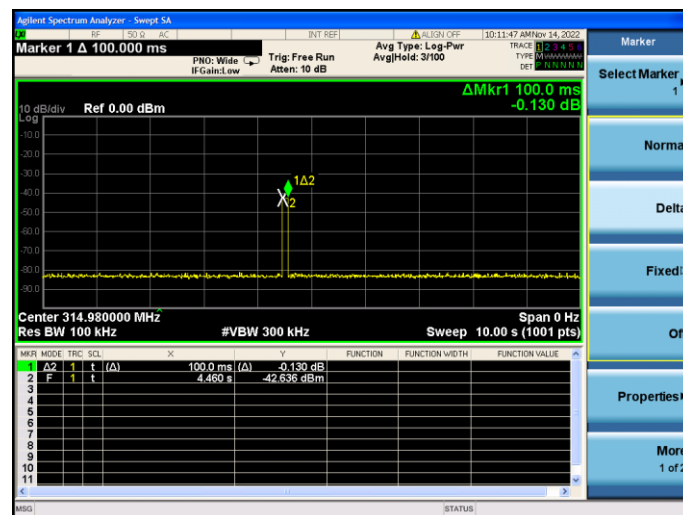 Agilent Spectrum Analyzer - Swept SA
LXI RF 50 Ω AC INT REF ALIGN OFF 10:11:47 AM Nov 14, 2022
Marker 1 Δ 100.000 ms
PNO: Wide
IFGain:Low
Trig: Free Run
Atten: 10 dB
Avg Type: Log-Pwr
Avg|Hold: 3/100
TRACE 1 2 3 4 5 6
TYPE M
DET P N N N N N
ΔMkr1 100.0 ms
-0.130 dB
10 dB/div Ref 0.00 dBm
Log
-10.0
-20.0
-30.0
-40.0
-50.0
-60.0
-70.0
-80.0
-90.0
1Δ2
2
Center 314.980000 MHz Span 0 Hz
Res BW 100 kHz #VBW 300 kHz Sweep 10.00 s (1001 pts)
MKR MODE TRC SCL X Y FUNCTION FUNCTION WIDTH FUNCTION VALUE
1 Δ2 1 t (Δ) 100.0 ms (Δ) -0.130 dB
2 F 1 t 4.460 s -42.636 dBm
3
4
5
6
7
8
9
10
11
MSG STATUS
Marker
Select Marker
1
Norma
Delta
Fixed
Of
Properties
More
1 of 2